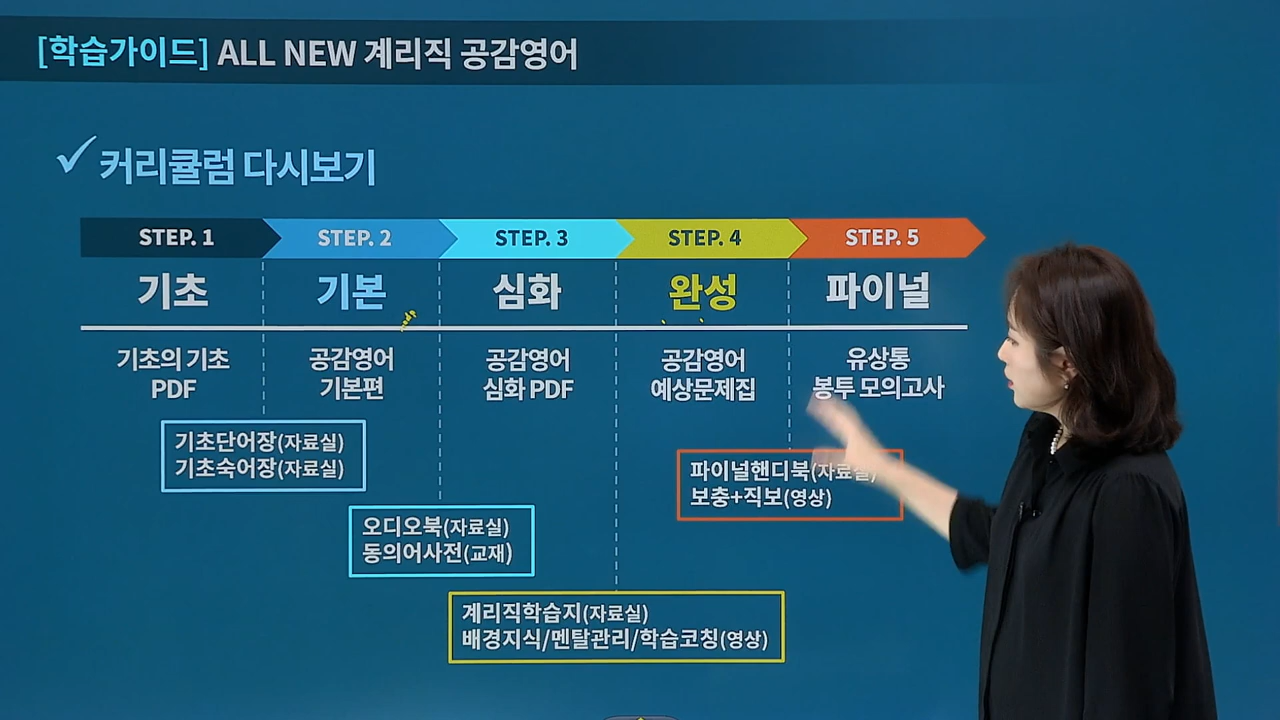 [학습가이드] ALL NEW 계리직 공감영어
커리큘럼 다시보기
STEP. 1
STEP. 2
STEP. 3
STEP. 4
STEP. 5
기초
기본
심화
완성
파이널
기초의 기초
PDF
공감영어
기본편
공감영어
심화 PDF
공감영어
예상문제집
유상통
봉투 모의고사
기초단어장(자료실)
기초숙어장(자료실)
파이널핸디북(자료실)
보충+직보(영상)
오디오북(자료실)
동의어사전(교재)
계리직학습지(자료실)
배경지식/멘탈관리/학습코칭(영상)